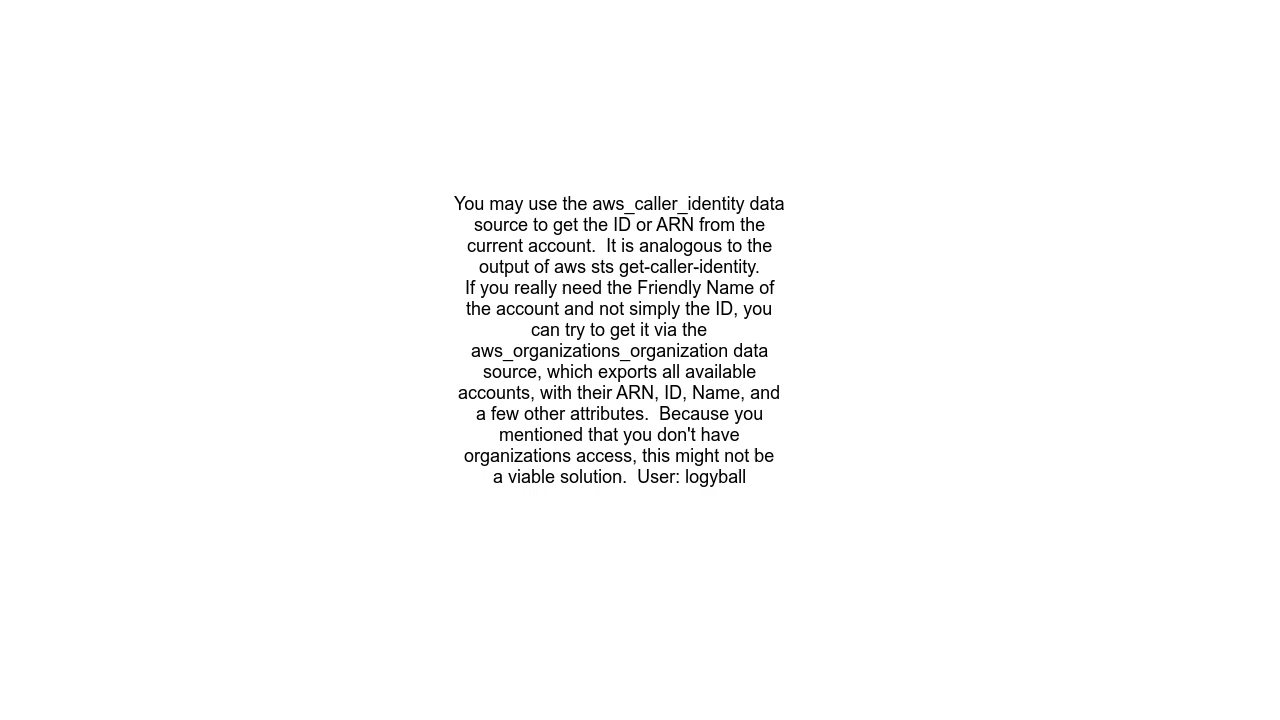 You may use the aws_caller_identity data
source to get the ID or ARN from the
current account.  It is analogous to the
output of aws sts get-caller-identity.
If you really need the Friendly Name of
the account and not simply the ID, you
can try to get it via the
aws_organizations_organization data
source, which exports all available
accounts, with their ARN, ID, Name, and
a few other attributes.  Because you
mentioned that you don't have
organizations access, this might not be
a viable solution.  User: logyball